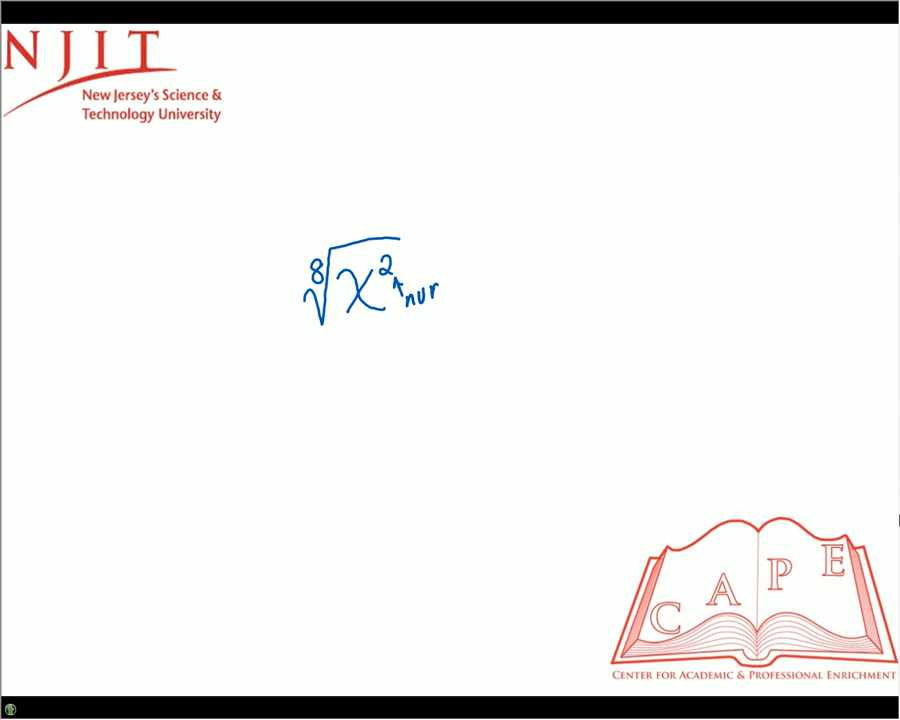 NJIT
New Jersey's Science &
Technology University
⁸√x²
nur
C A P E
CENTER FOR ACADEMIC & PROFESSIONAL ENRICHMENT